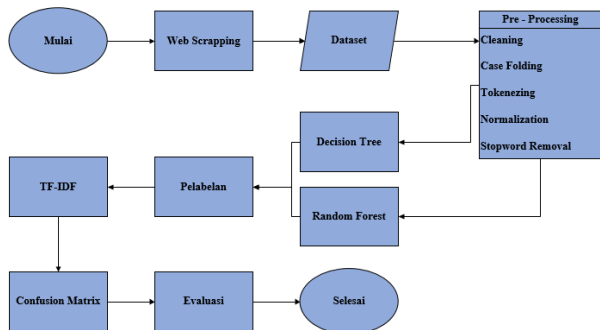 Mulai
Web Scrapping
Dataset
Pre - Processing
Cleaning
Case Folding
Tokenezing
Normalization
Stopword Removal
Decision Tree
Random Forest
Pelabelan
TF-IDF
Confusion Matrix
Evaluasi
Selesai